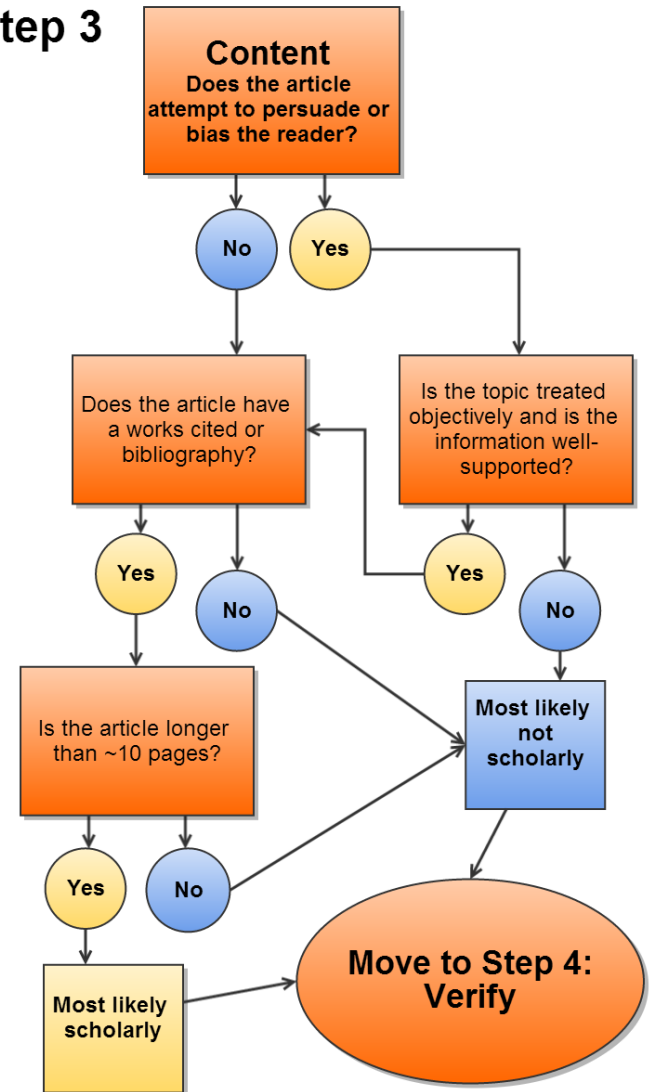 tep 3
Content
Does the article
attempt to persuade or
bias the reader?
No
Yes
Does the article have
a works cited or
bibliography?
Is the topic treated
objectively and is the
information well-
supported?
Yes
No
Yes
No
Is the article longer
than ~10 pages?
Most likely
not
scholarly
Yes
No
Most likely
scholarly
Move to Step 4:
Verify